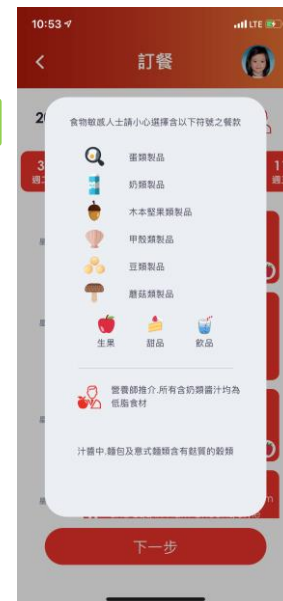 10:53
LTE
訂餐
食物敏感人士請小心選擇含以下符號之餐款
蛋類製品
奶類製品
木本堅果類製品
甲殼類製品
豆類製品
蘑菇類製品
生果 甜品 飲品
營養師推介.所有含奶類醬汁均為
低脂食材
汁醬中.麵包及意式麵類含有麩質的穀類
下一步